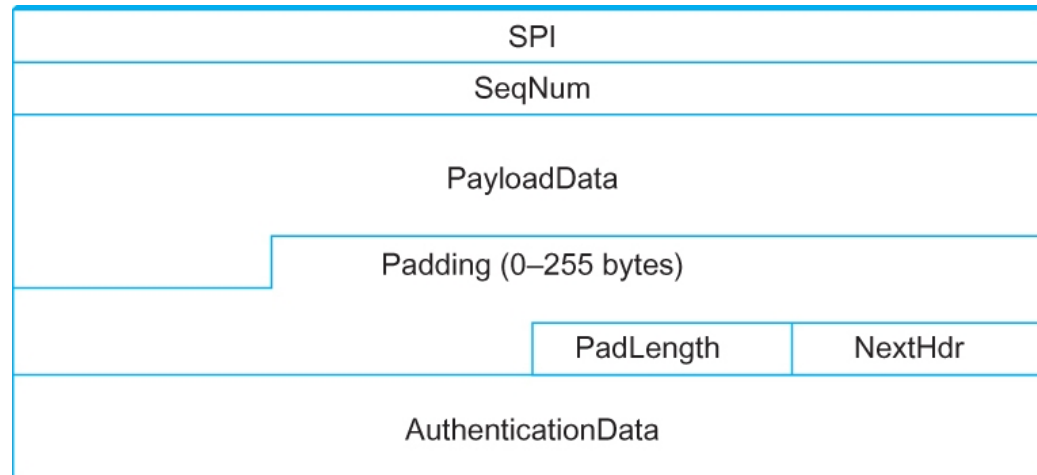 SPI
SeqNum
PayloadData
Padding (0–255 bytes)
PadLength NextHdr
AuthenticationData